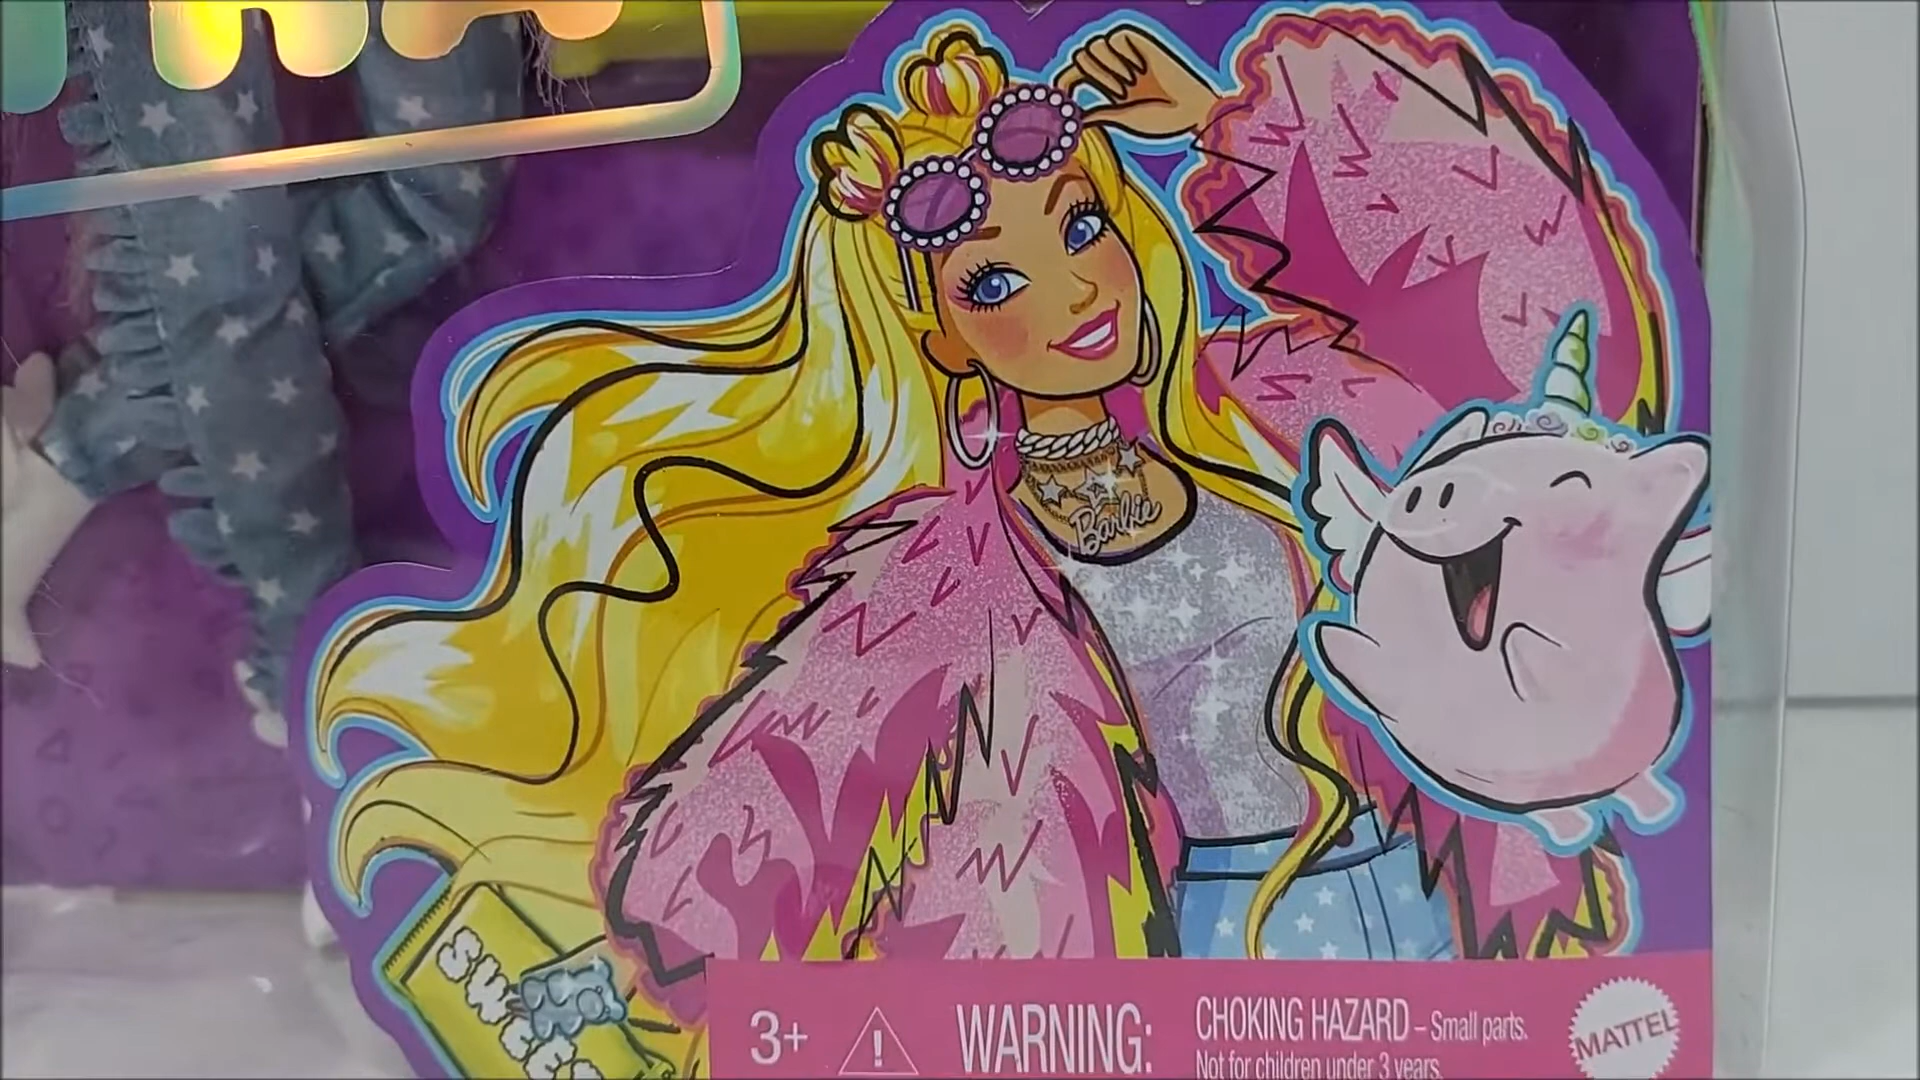 Barbie
3+
WARNING:
CHOKING HAZARD – Small parts.
Not for children under 3 years.
MATTEL